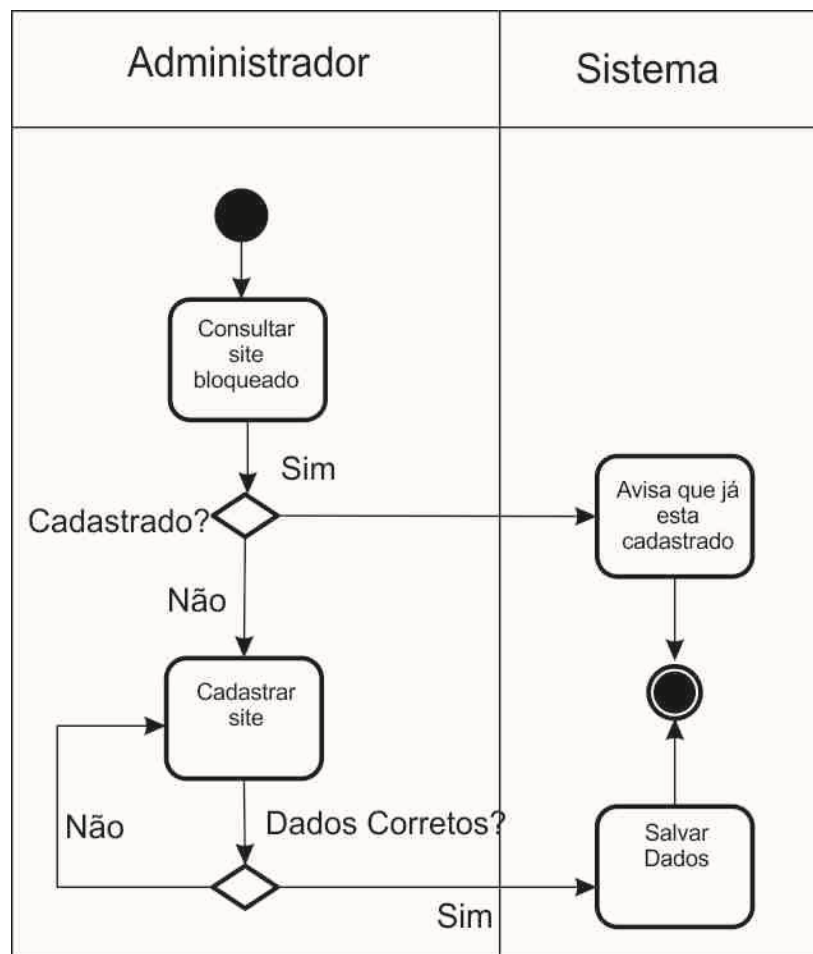 Administrador
Sistema
Consultar
site
bloqueado
Sim
Cadastrado?
Avisa que já
esta
cadastrado
Não
Cadastrar
site
Dados Corretos?
Não
Salvar
Dados
Sim